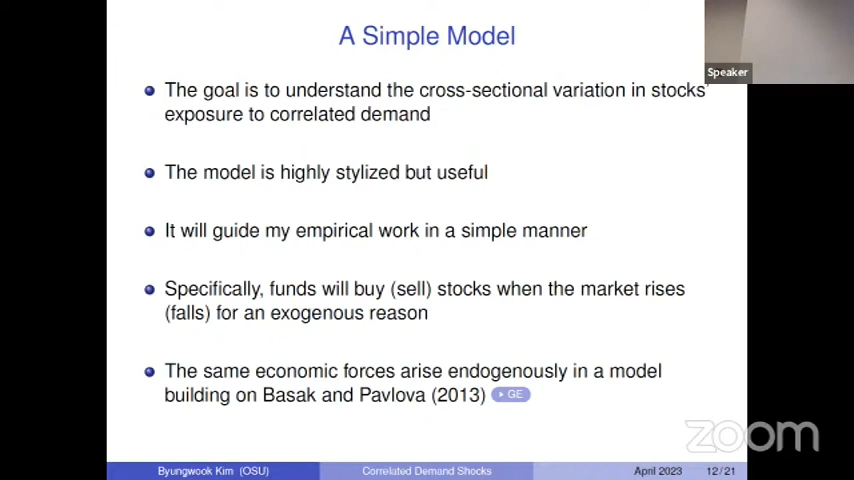 A Simple Model
Speaker
The goal is to understand the cross-sectional variation in stocks'
exposure to correlated demand
The model is highly stylized but useful
It will guide my empirical work in a simple manner
Specifically, funds will buy (sell) stocks when the market rises
(falls) for an exogenous reason
The same economic forces arise endogenously in a model
building on Basak and Pavlova (2013) GE
zoom
Byungwook Kim (OSU) Correlated Demand Shocks April 2023 12/21